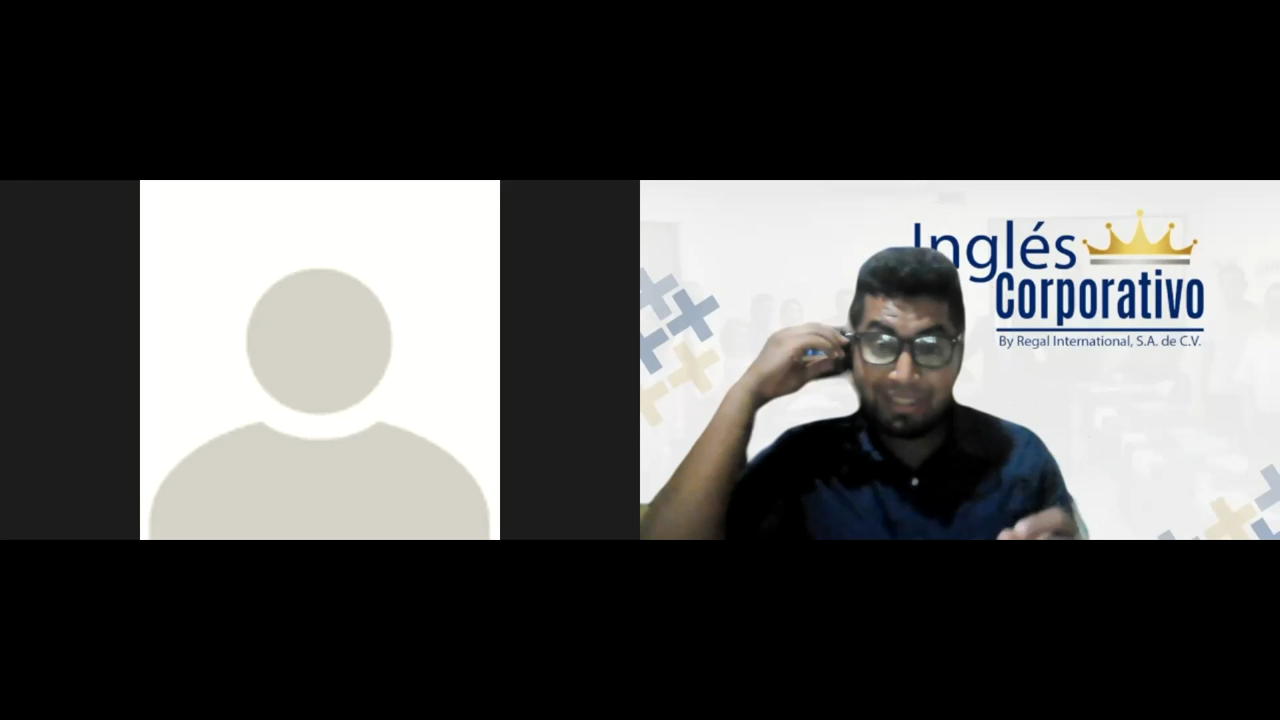 Inglés
Corporativo
By Regal International, S.A. de C.V.